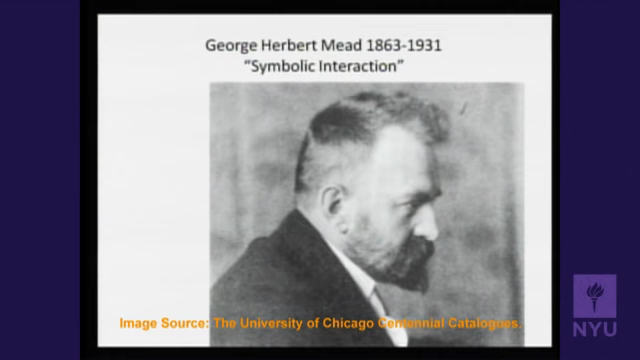 George Herbert Mead 1863-1931
“Symbolic Interaction”
Image Source: The University of Chicago Centennial Catalogues.
NYU